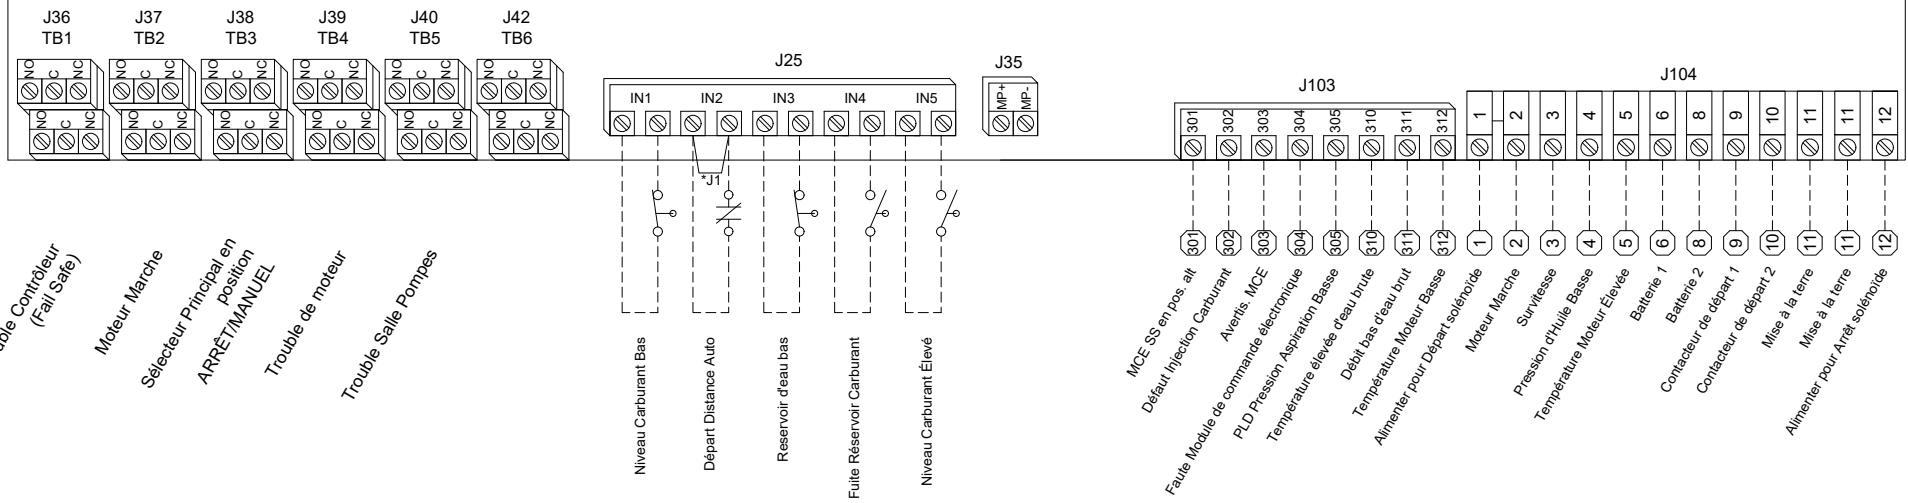 J36
TB1
J37
TB2
J38
TB3
J39
TB4
J40
TB5
J42
TB6
NO C NC
NO C NC
NO C NC
NO C NC
NO C NC
NO C NC
NO C NC
NO C NC
NO C NC
NO C NC
NO C NC
NO C NC
Contrôleur
(Fail Safe)
Moteur Marche
Sélecteur Principal en
position
ARRÊT/MANUEL
Trouble de moteur
Trouble Salle Pompes
J25
IN1
IN2
IN3
IN4
IN5
*J1
Niveau Carburant Bas
Départ Distance Auto
Reservoir d'eau bas
Fuite Réservoir Carburant
Niveau Carburant Élevé
J35
MP+
MP-
J103
301 302 303 304 305 310 311 312
J104
1 2 3 4 5 6 8 9 10 11 11 12
301 302 303 304 305 310 311 312 1 2 3 4 5 6 8 9 10 11 11 12
MCE SS en pos. alt
Défaut Injection Carburant
Avertis. MCE
Faute Module de commande électronique
PLD Pression Aspiration Basse
Température élevée d'eau brute
Débit bas d'eau brut
Température Moteur Basse
Alimenter pour Départ solénoïde
Moteur Marche
Survitesse
Pression d'Huile Basse
Température Moteur Élevée
Batterie 1
Batterie 2
Contacteur de départ 1
Contacteur de départ 2
Mise à la terre
Mise à la terre
Alimenter pour Arrêt solénoïde